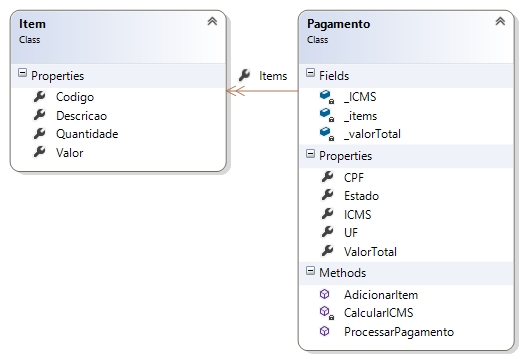 Item
Class
Properties
Codigo
Descricao
Quantidade
Valor
Items
Pagamento
Class
Fields
_ICMS
_items
_valorTotal
Properties
CPF
Estado
ICMS
UF
ValorTotal
Methods
AdicionarItem
CalcularICMS
ProcessarPagamento